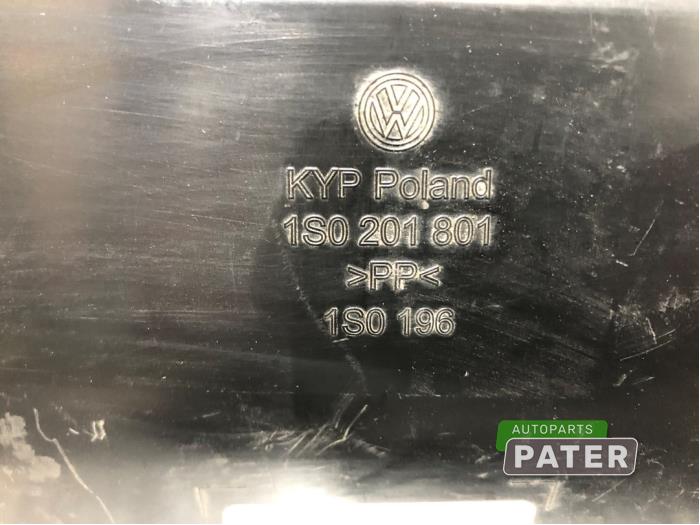 KYP Poland
1S0 201 801
>PP<
1S0 196
AUTOPARTS
PATER